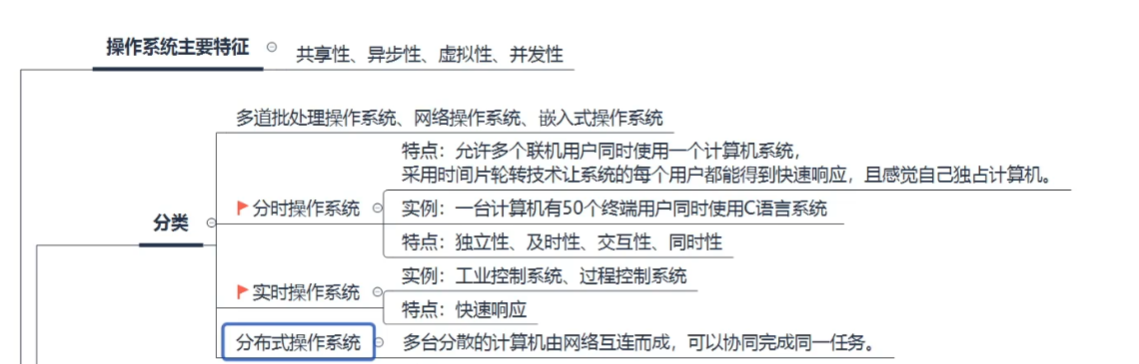 操作系统主要特征
共享性、异步性、虚拟性、并发性
多道批处理操作系统、网络操作系统、嵌入式操作系统
特点：允许多个联机用户同时使用一个计算机系统，
采用时间片轮转技术让系统的每个用户都能得到快速响应，且感觉自己独占计算机。
分类
分时操作系统
实例：一台计算机有50个终端用户同时使用C语言系统
特点：独立性、及时性、交互性、同时性
实例：工业控制系统、过程控制系统
实时操作系统
特点：快速响应
分布式操作系统
多台分散的计算机由网络互连而成，可以协同完成同一任务。